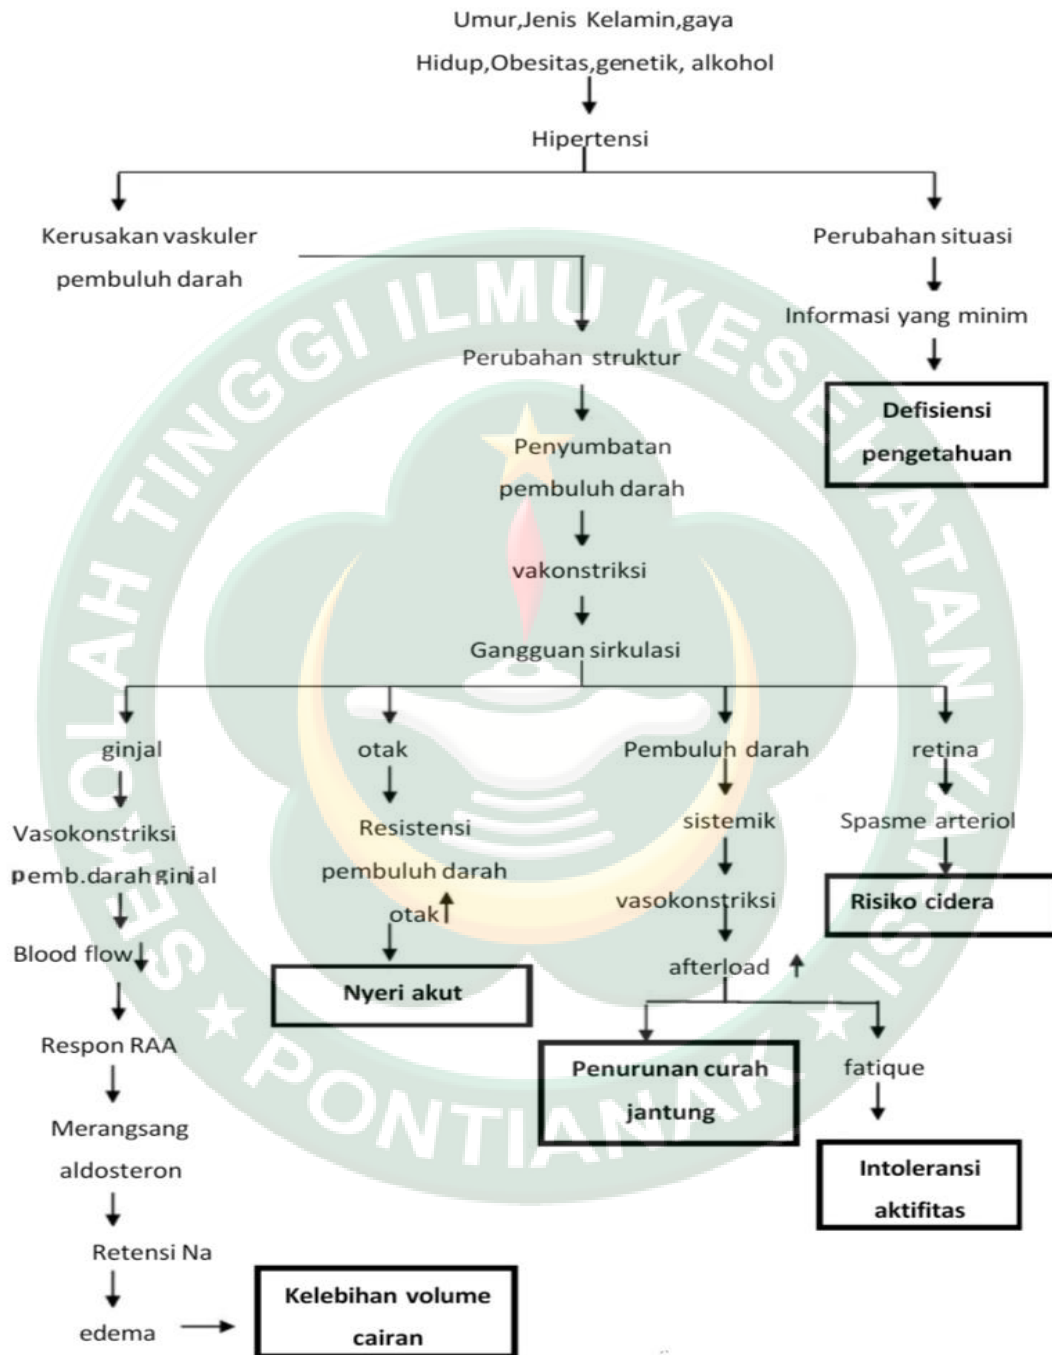 Umur,Jenis Kelamin,gaya
Hidup,Obesitas,genetik, alkohol
Hipertensi
Kerusakan vaskuler
pembuluh darah
Perubahan situasi
Informasi yang minim
Defisiensi
pengetahuan
Perubahan struktur
Penyumbatan
pembuluh darah
vakonstriksi
Gangguan sirkulasi
ginjal
Vasokonstriksi
pemb.darah ginjal
Blood flow
Respon RAA
Merangsang
aldosteron
Retensi Na
edema
Kelebihan volume
cairan
otak
Resistensi
pembuluh darah
otak
Nyeri akut
Pembuluh darah
sistemik
vasokonstriksi
afterload
Penurunan curah
jantung
fatique
Intoleransi
aktifitas
retina
Spasme arteriol
Risiko cidera
SEKOLAH TINGGI ILMU KESEHATAN YARSI
PONTIANAK